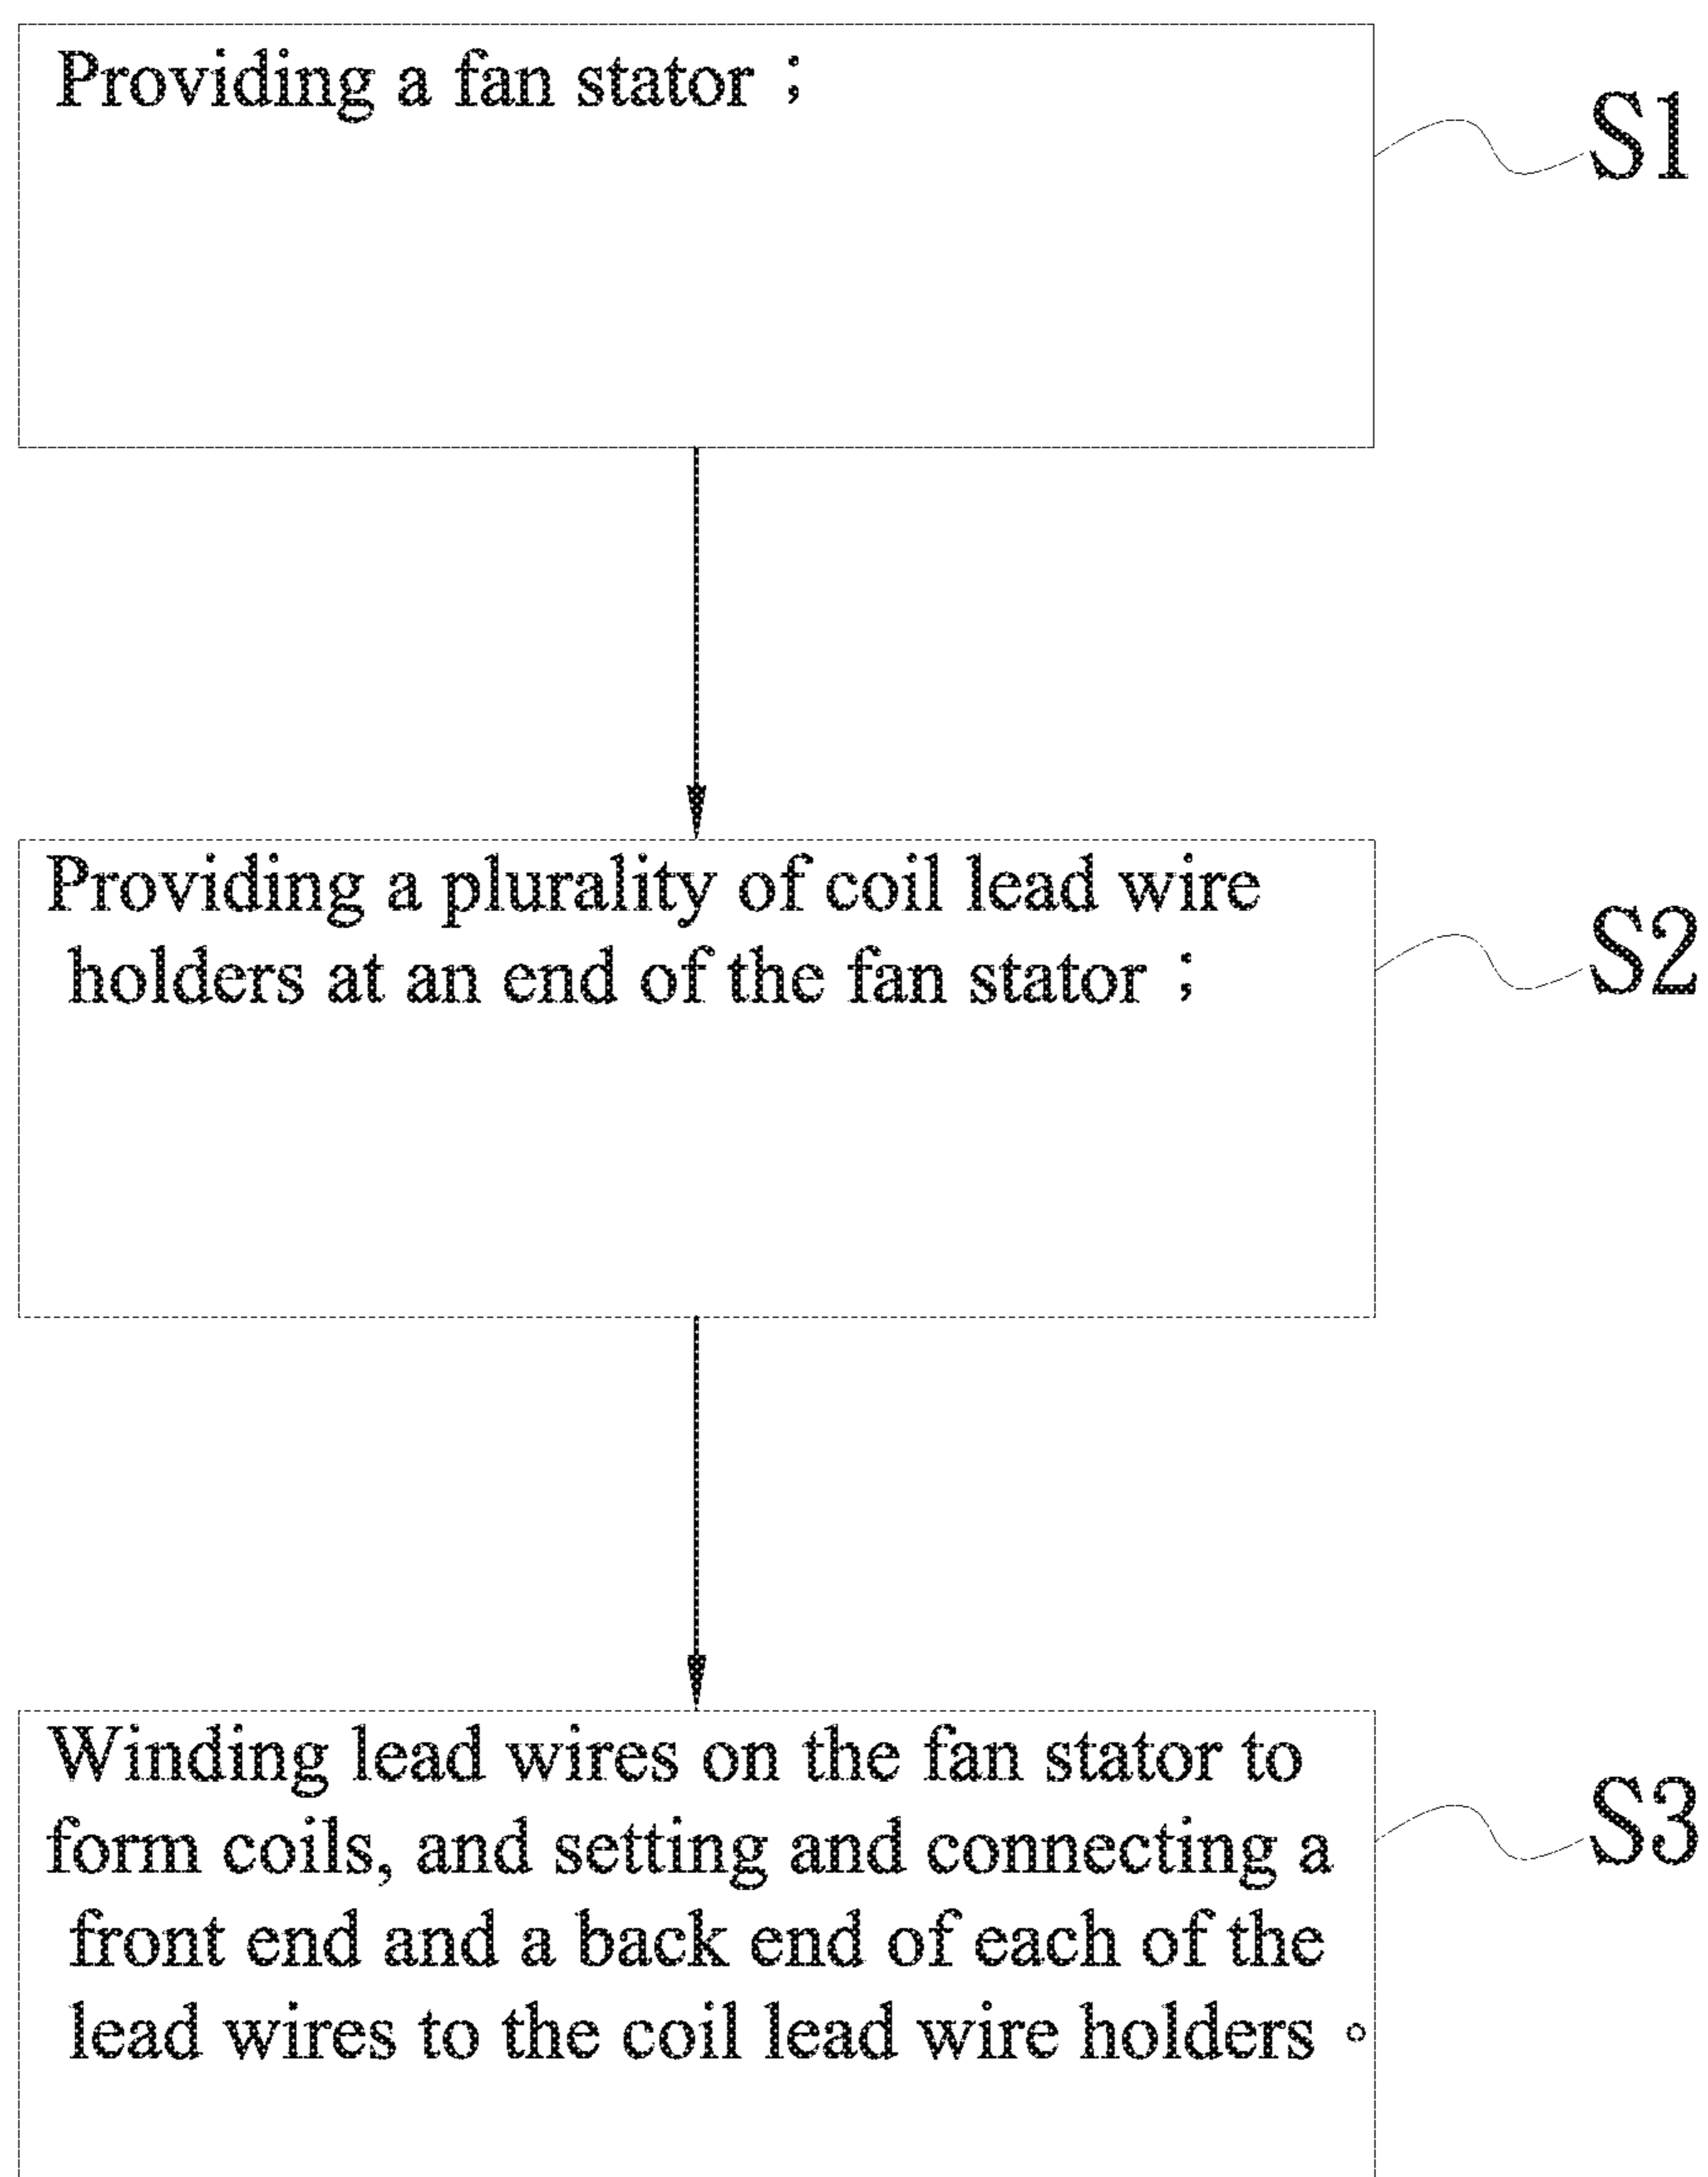 Providing a fan stator；
S1
Providing a plurality of coil lead wire
holders at an end of the fan stator；
S2
Winding lead wires on the fan stator to
form coils, and setting and connecting a
front end and a back end of each of the
lead wires to the coil lead wire holders。
S3